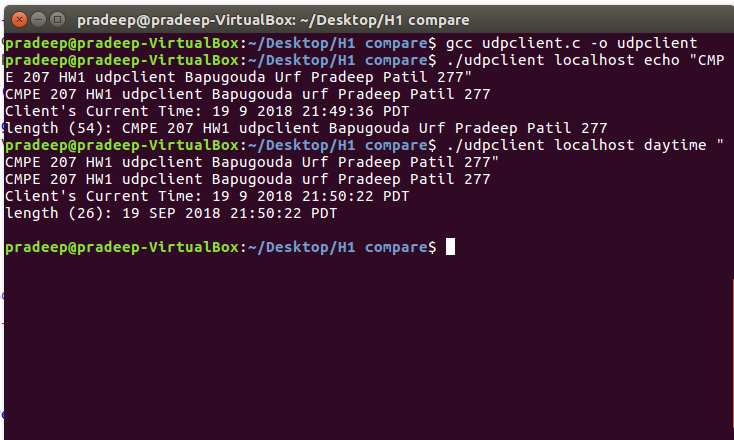 pradeep@pradeep-VirtualBox: ~/Desktop/H1 compare
pradeep@pradeep-VirtualBox:~/Desktop/H1 compare$ gcc udpclient.c -o udpclient
pradeep@pradeep-VirtualBox:~/Desktop/H1 compare$ ./udpclient localhost echo "CMP
E 207 HW1 udpclient Bapugouda Urf Pradeep Patil 277"
CMPE 207 HW1 udpclient Bapugouda urf Pradeep Patil 277
Client's Current Time: 19 9 2018 21:49:36 PDT
length (54): CMPE 207 HW1 udpclient Bapugouda Urf Pradeep Patil 277
pradeep@pradeep-VirtualBox:~/Desktop/H1 compare$ ./udpclient localhost daytime "
CMPE 207 HW1 udpclient Bapugouda Urf Pradeep Patil 277"
CMPE 207 HW1 udpclient Bapugouda urf Pradeep Patil 277
Client's Current Time: 19 9 2018 21:50:22 PDT
length (26): 19 SEP 2018 21:50:22 PDT
pradeep@pradeep-VirtualBox:~/Desktop/H1 compare$